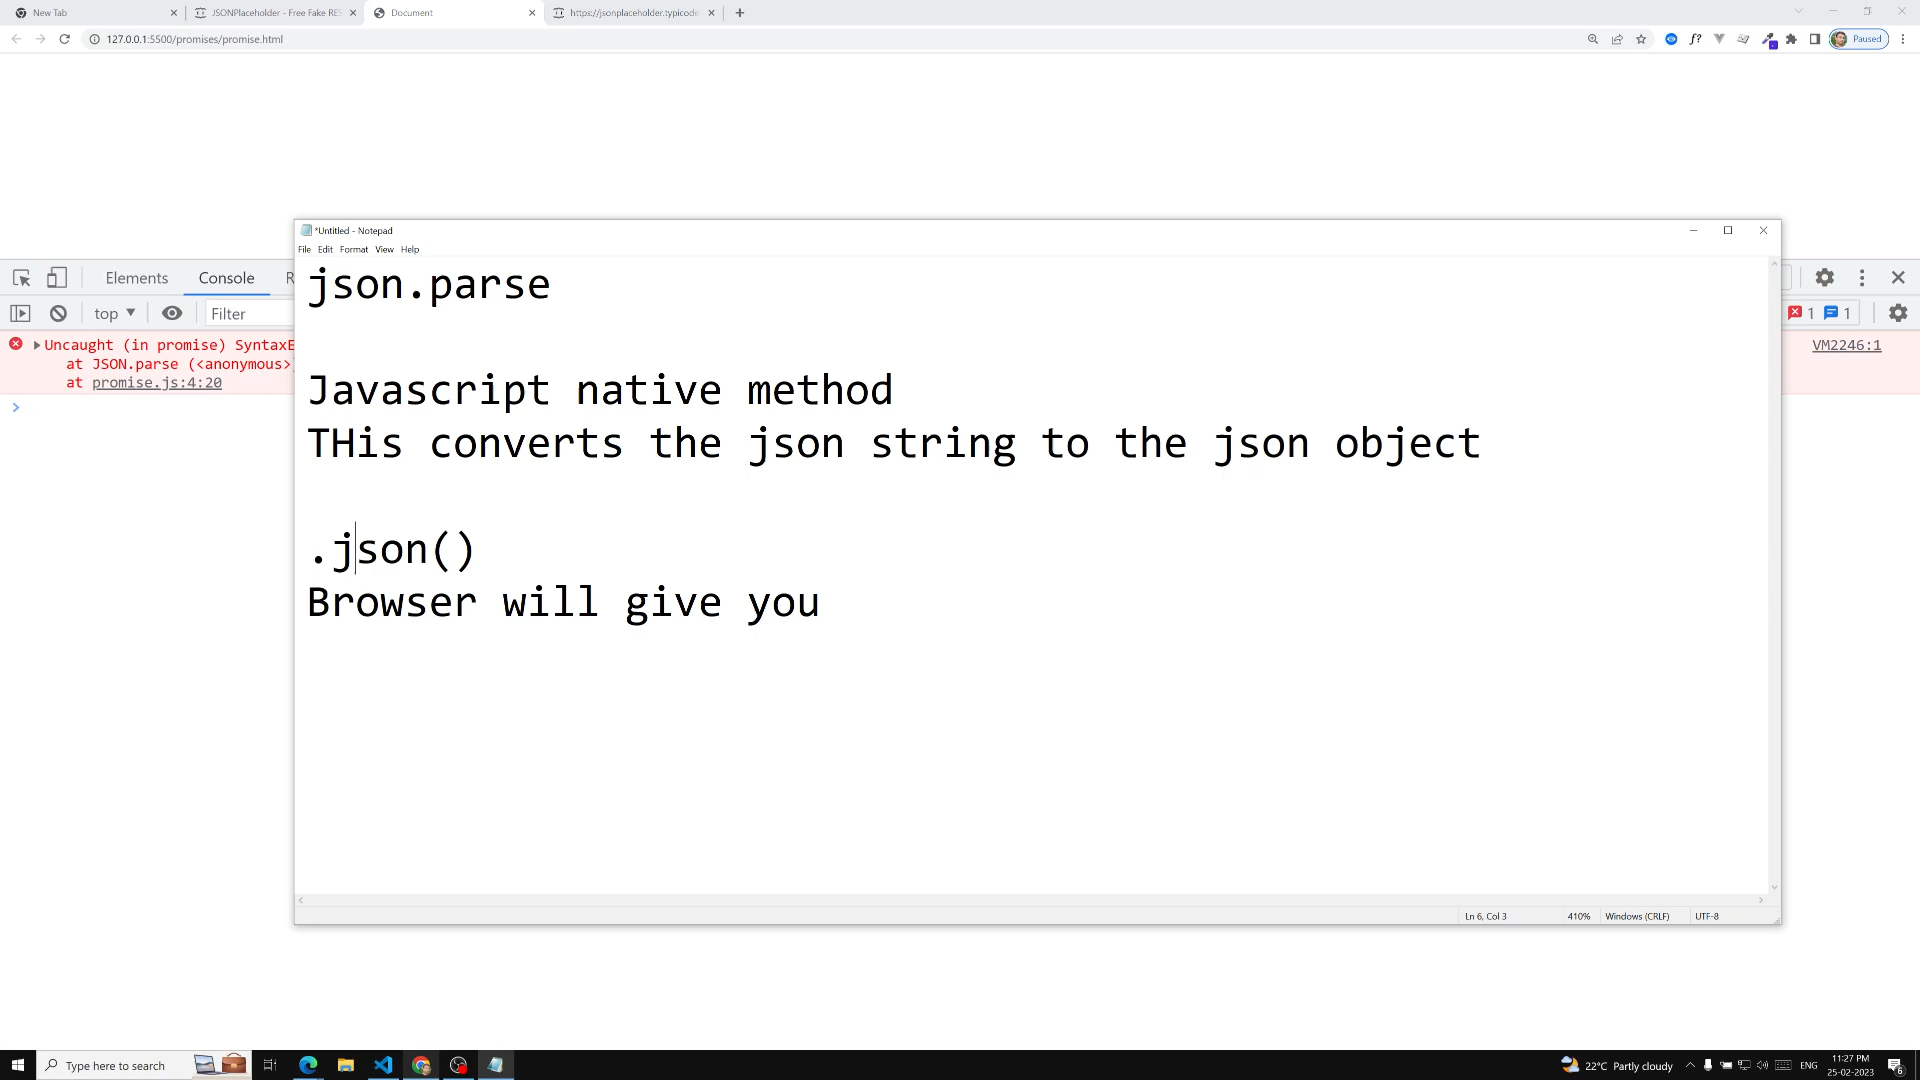 New Tab
JSONPlaceholder - Free Fake RES
Document
https://jsonplaceholder.typicode
127.0.0.1:5500/promises/promise.html
Paused
*Untitled - Notepad
File Edit Format View Help
json.parse
Javascript native method
THis converts the json string to the json object
.json()
Browser will give you
Elements
Console
R
top
Filter
1
1
Uncaught (in promise) SyntaxE
at JSON.parse (<anonymous>)
at promise.js:4:20
VM2246:1
Ln 6, Col 3
410%
Windows (CRLF)
UTF-8
Type here to search
22°C Partly cloudy
ENG
11:27 PM
25-02-2023
6